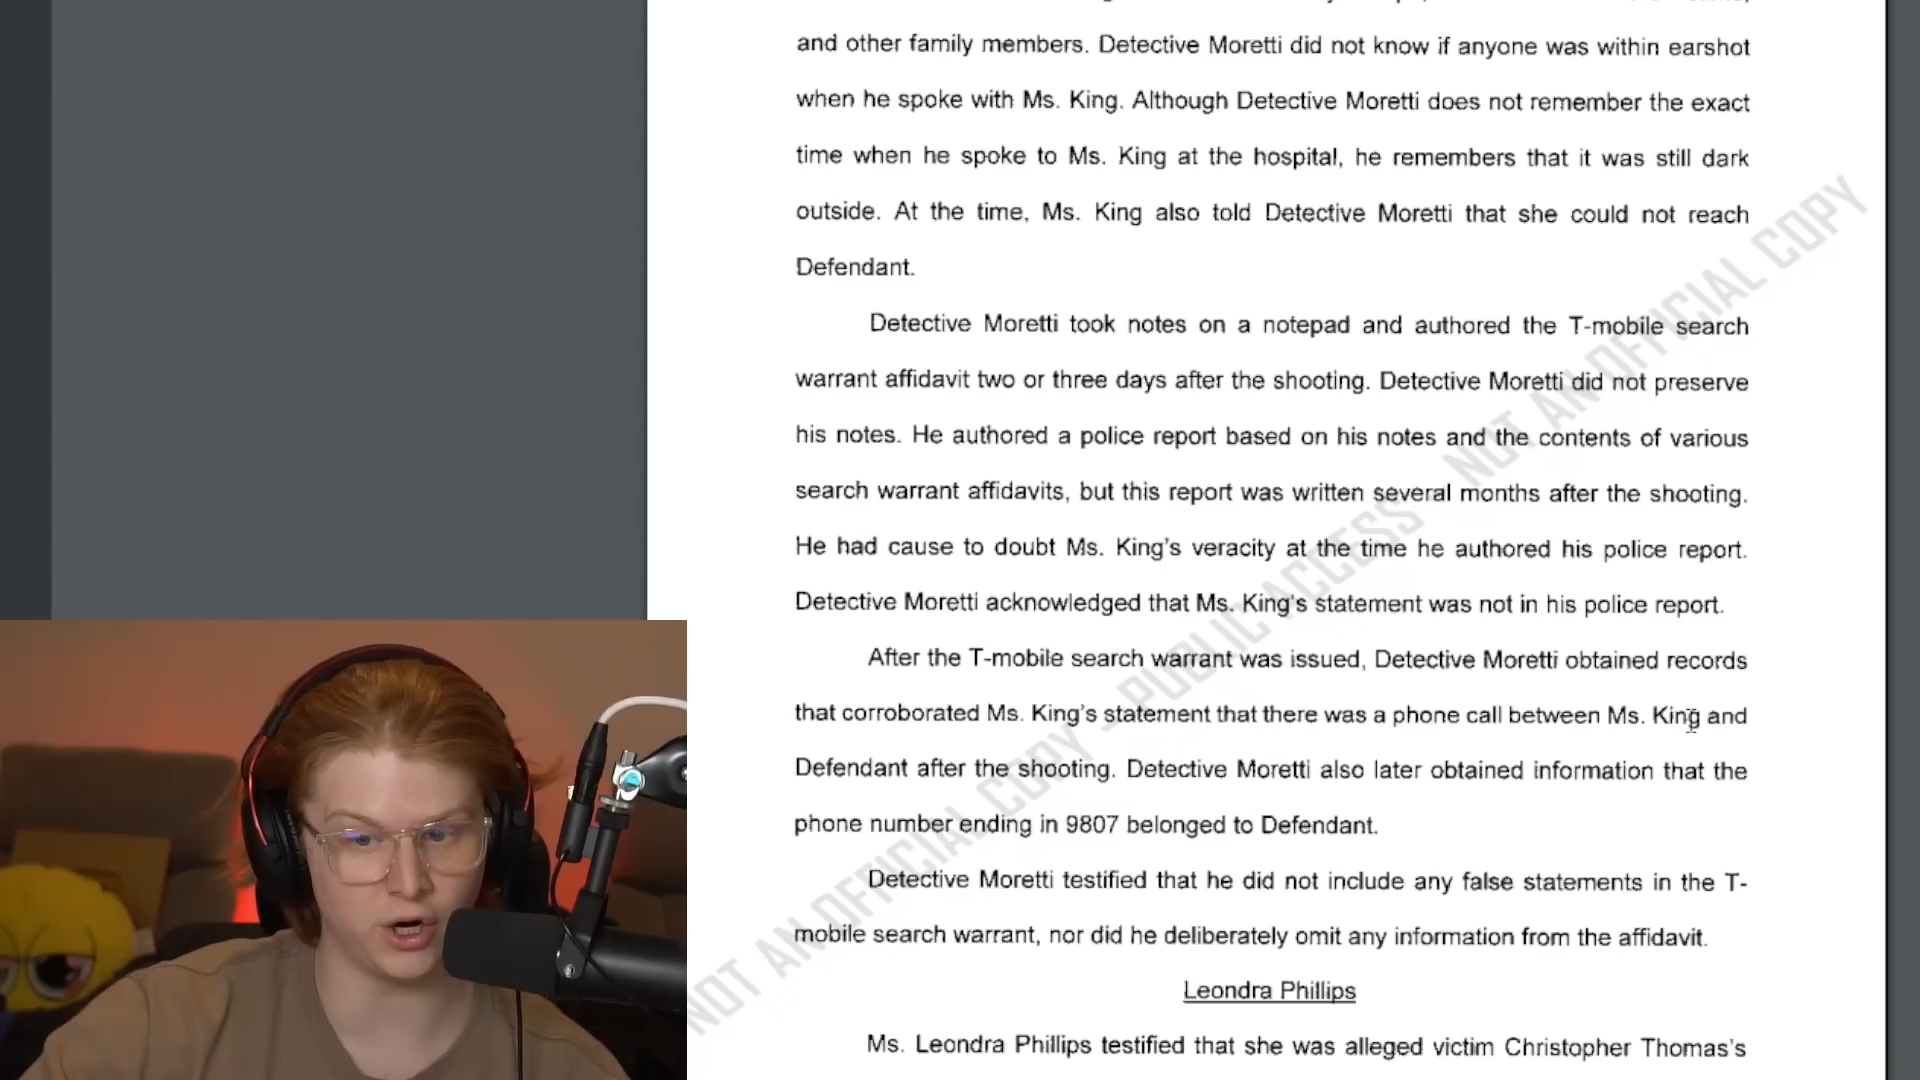 and other family members. Detective Moretti did not know if anyone was within earshot
when he spoke with Ms. King. Although Detective Moretti does not remember the exact
time when he spoke to Ms. King at the hospital, he remembers that it was still dark
outside. At the time, Ms. King also told Detective Moretti that she could not reach
Defendant.
Detective Moretti took notes on a notepad and authored the T-mobile search
warrant affidavit two or three days after the shooting. Detective Moretti did not preserve
his notes. He authored a police report based on his notes and the contents of various
search warrant affidavits, but this report was written several months after the shooting.
He had cause to doubt Ms. King's veracity at the time he authored his police report.
Detective Moretti acknowledged that Ms. King's statement was not in his police report.
After the T-mobile search warrant was issued, Detective Moretti obtained records
that corroborated Ms. King's statement that there was a phone call between Ms. King and
Defendant after the shooting. Detective Moretti also later obtained information that the
phone number ending in 9807 belonged to Defendant.
Detective Moretti testified that he did not include any false statements in the T-
mobile search warrant, nor did he deliberately omit any information from the affidavit.
Leondra Phillips
Ms. Leondra Phillips testified that she was alleged victim Christopher Thomas's
NOT AN OFFICIAL COPY - PUBLIC ACCESS - NOT AN OFFICIAL COPY